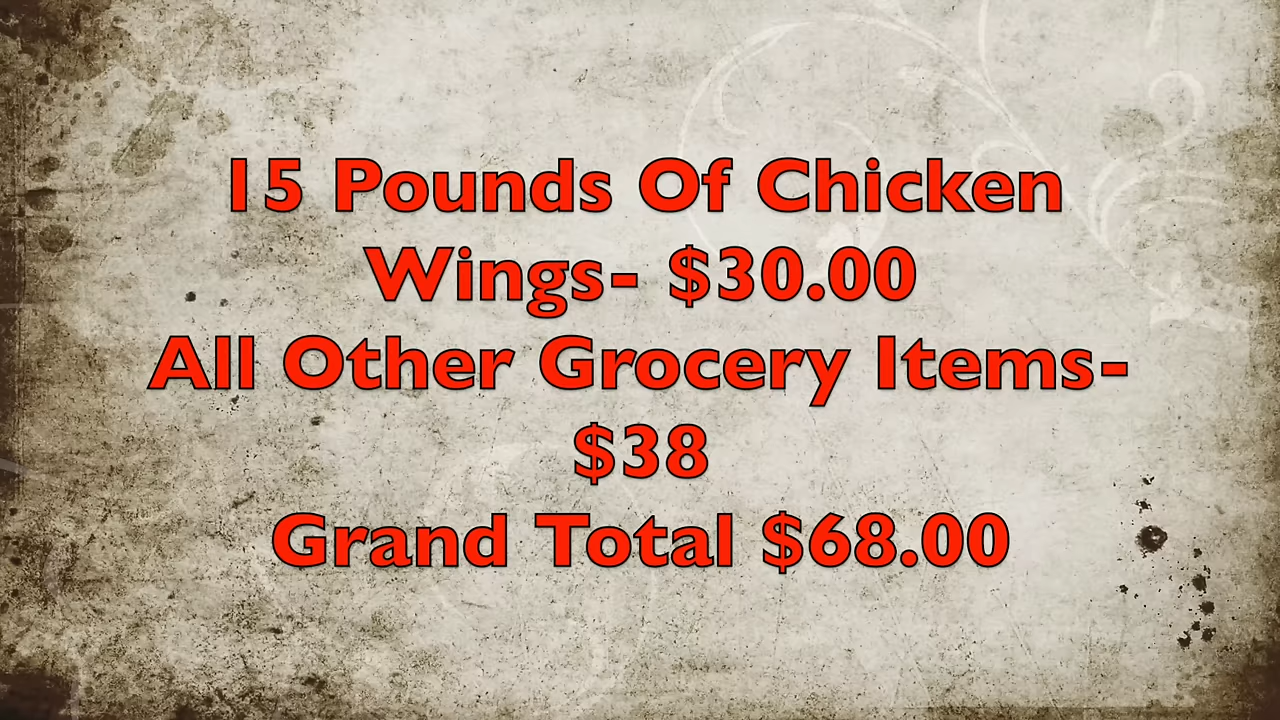 15 Pounds Of Chicken
Wings- $30.00
All Other Grocery Items-
$38
Grand Total $68.00